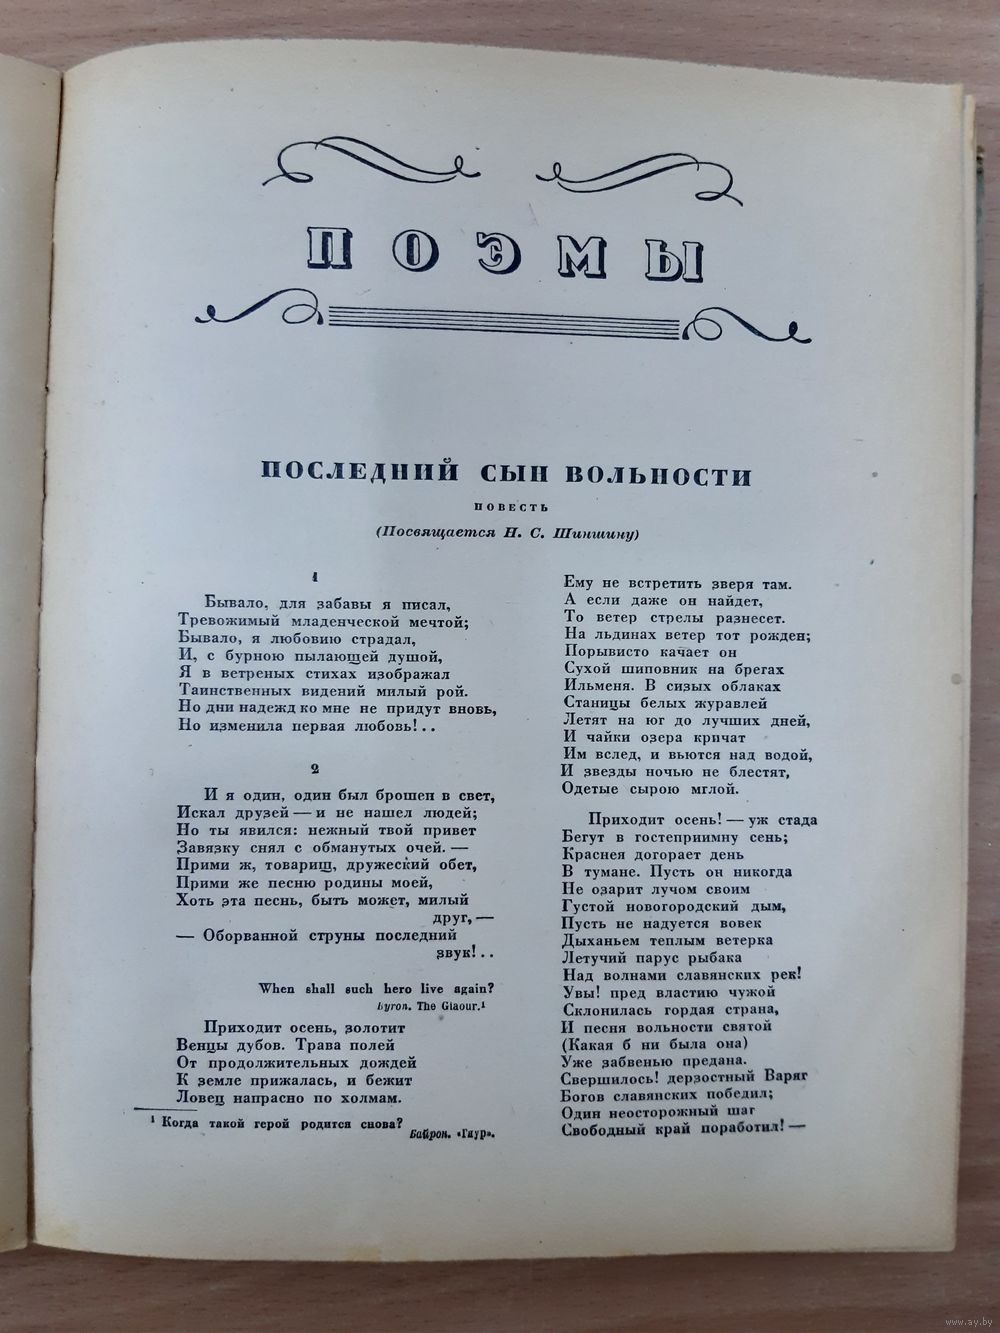 ПОЭМЫ
ПОСЛЕДНИЙ СЫН ВОЛЬНОСТИ
ПОВЕСТЬ
(Посвящается Н. С. Шиншину)
1
Бывало, для забавы я писал,
Тревожимый младенческой мечтой;
Бывало, я любовию страдал,
И, с бурною пылающей душой,
Я в ветреных стихах изображал
Таинственных видений милый рой.
Но дни надежд ко мне не придут вновь,
Но изменила первая любовь!..
2
И я один, один был брошен в свет,
Искал друзей — и не нашел людей;
Но ты явился: нежный твой привет
Завязку снял с обманутых очей. —
Прими ж, товарищ, дружеский обет,
Прими же песню родины моей,
Хоть эта песнь, быть может, милый
друг, —
— Оборванной струны последний
звук!..
When shall such hero live again?
Byron. The Giaour.¹
Приходит осень, золотит
Венцы дубов. Трава полей
От продолжительных дождей
К земле прижалась, и бежит
Ловец напрасно по холмам.
¹ Когда такой герой родится снова?
Байрон. «Гяур».
Ему не встретить зверя там.
А если даже он найдет,
То ветер стрелы разнесет.
На льдинах ветер тот рожден;
Порывисто качает он
Сухой шиповник на брегах
Ильменя. В сизых облаках
Станицы белых журавлей
Летят на юг до лучших дней,
И чайки озера кричат
Им вслед, и вьются над водой,
И звезды ночью не блестят,
Одетые сырою мглой.
Приходит осень! — уж стада
Бегут в гостеприимну сень;
Краснея догорает день
В тумане. Пусть он никогда
Не озарит лучом своим
Густой новогородский дым,
Пусть не надуется вовек
Дыханьем теплым ветерка
Летучий парус рыбака
Над волнами славянских рек!
Увы! пред властию чужой
Склонилась гордая страна,
И песня вольности святой
(Какая б ни была она)
Уже забвенью предана.
Свершилось! дерзостный Варяг
Богов славянских победил;
Один неосторожный шаг
Свободный край поработил! —
www.ay.by